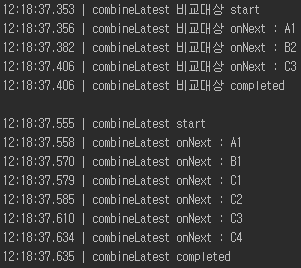 12:18:37.353 | combineLatest 비교대상 start
12:18:37.356 | combineLatest 비교대상 onNext : A1
12:18:37.382 | combineLatest 비교대상 onNext : B2
12:18:37.406 | combineLatest 비교대상 onNext : C3
12:18:37.406 | combineLatest 비교대상 completed
12:18:37.555 | combineLatest start
12:18:37.558 | combineLatest onNext : A1
12:18:37.570 | combineLatest onNext : B1
12:18:37.579 | combineLatest onNext : C1
12:18:37.585 | combineLatest onNext : C2
12:18:37.610 | combineLatest onNext : C3
12:18:37.634 | combineLatest onNext : C4
12:18:37.635 | combineLatest completed